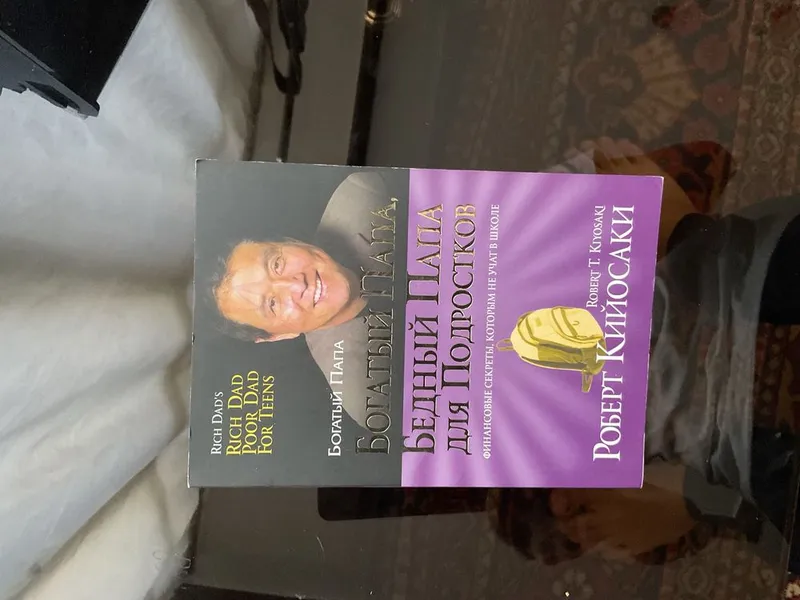 RICH DAD'S
RICH DAD
POOR DAD
FOR TEENS
БОГАТЫЙ ПАПА
БОГАТЫЙ ПАПА,
БЕДНЫЙ ПАПА
ДЛЯ ПОДРОСТКОВ
ФИНАНСОВЫЕ СЕКРЕТЫ, КОТОРЫМ НЕ УЧАТ В ШКОЛЕ
ROBERT T. KIYOSAKI
РОБЕРТ КИЙОСАКИ